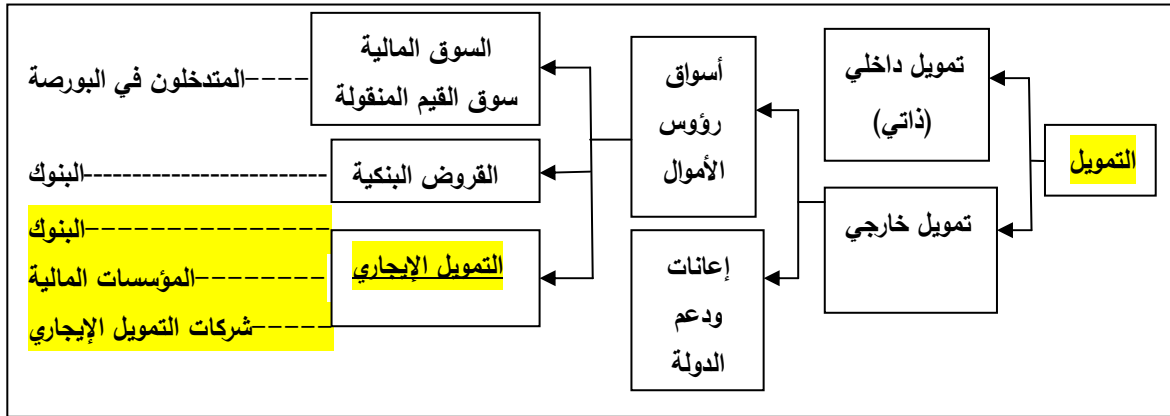 التمويل
تمويل داخلي
(ذاتي)
تمويل خارجي
أسواق
رؤوس
الأموال
إعانات
ودعم
الدولة
السوق المالية
سوق القيم المنقولة
القروض البنكية
التمويل الإيجاري
المتدخلون في البورصة
البنوك
البنوك
المؤسسات المالية
شركات التمويل الإيجاري